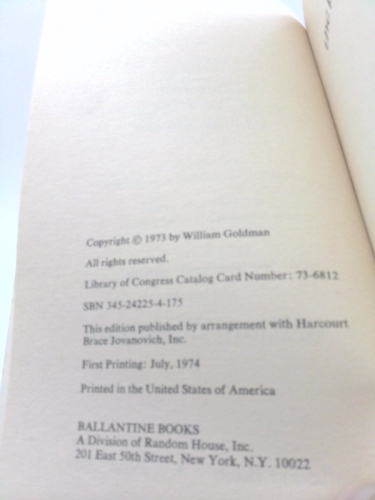 Copyright © 1973 by William Goldman
All rights reserved.
Library of Congress Catalog Card Number: 73-6812
SBN 345-24225-4-175
This edition published by arrangement with Harcourt
Brace Jovanovich, Inc.
First Printing: July, 1974
Printed in the United States of America
BALLANTINE BOOKS
A Division of Random House, Inc.
201 East 50th Street, New York, N.Y. 10022